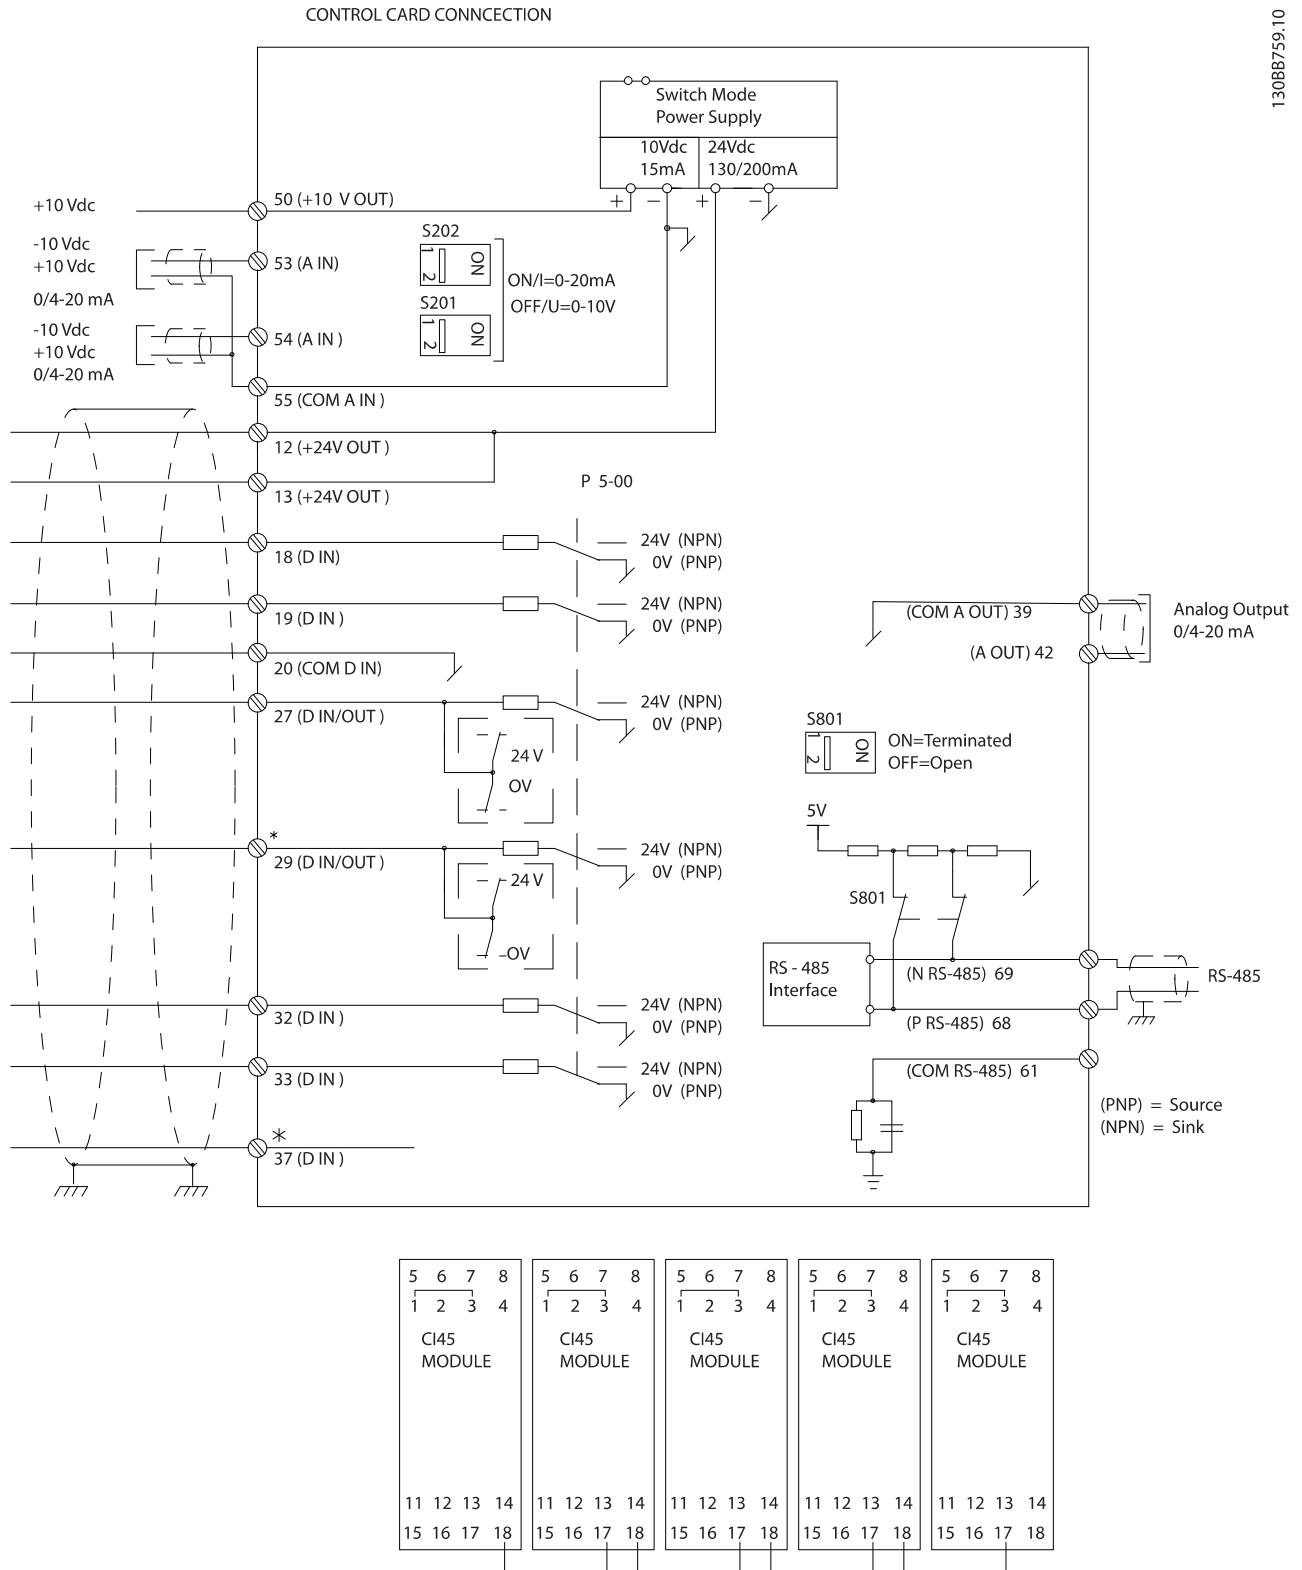 CONTROL CARD CONNCECTION
130BB759.10
Switch Mode
Power Supply
10Vdc
15mA
24Vdc
130/200mA
+ − + −
+10 Vdc
50 (+10 V OUT)
-10 Vdc
+10 Vdc
0/4-20 mA
53 (A IN)
S202
1
2
ON
ON/I=0-20mA
OFF/U=0-10V
S201
1
2
ON
-10 Vdc
+10 Vdc
0/4-20 mA
54 (A IN )
55 (COM A IN )
12 (+24V OUT )
13 (+24V OUT )
P 5-00
18 (D IN)
24V (NPN)
0V (PNP)
19 (D IN )
24V (NPN)
0V (PNP)
20 (COM D IN)
27 (D IN/OUT )
24V (NPN)
0V (PNP)
24 V
OV
*
29 (D IN/OUT )
24V (NPN)
0V (PNP)
24 V
OV
32 (D IN )
24V (NPN)
0V (PNP)
33 (D IN )
24V (NPN)
0V (PNP)
*
37 (D IN )
(COM A OUT) 39
(A OUT) 42
Analog Output
0/4-20 mA
S801
1
2
ON
ON=Terminated
OFF=Open
5V
S801
RS - 485
Interface
(N RS-485) 69
(P RS-485) 68
RS-485
(COM RS-485) 61
(PNP) = Source
(NPN) = Sink
5 6 7 8
1 2 3 4
CI45
MODULE
11 12 13 14
15 16 17 18
5 6 7 8
1 2 3 4
CI45
MODULE
11 12 13 14
15 16 17 18
5 6 7 8
1 2 3 4
CI45
MODULE
11 12 13 14
15 16 17 18
5 6 7 8
1 2 3 4
CI45
MODULE
11 12 13 14
15 16 17 18
5 6 7 8
1 2 3 4
CI45
MODULE
11 12 13 14
15 16 17 18